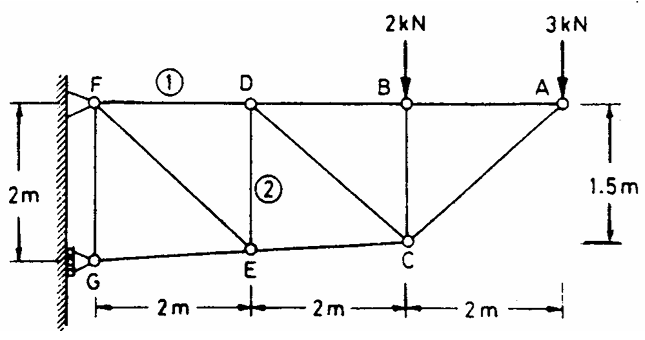 2kN 3kN
F ① D B A
2m ② 1.5m
G E C
2m 2m 2m